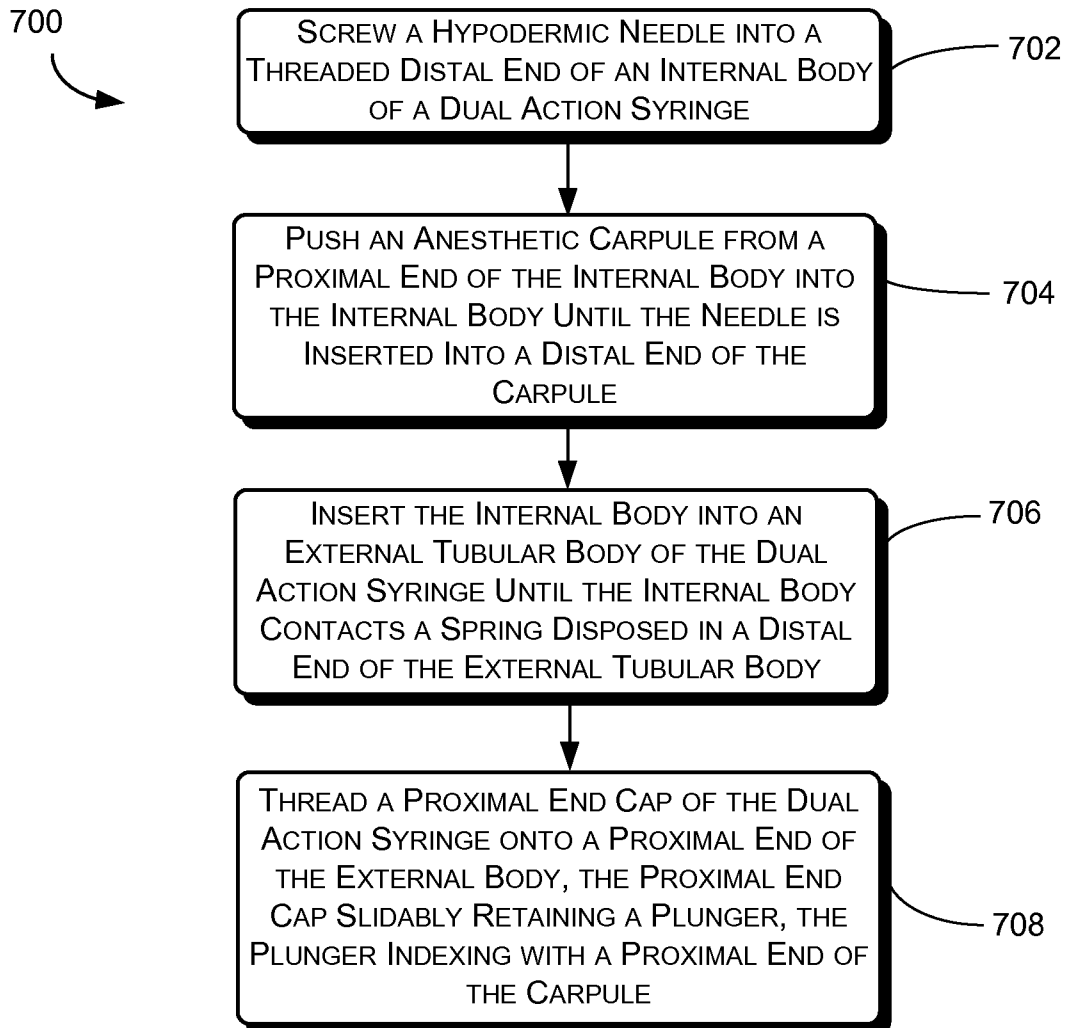 700
SCREW A HYPODERMIC NEEDLE INTO A
THREADED DISTAL END OF AN INTERNAL BODY
OF A DUAL ACTION SYRINGE
702
PUSH AN ANESTHETIC CARPULE FROM A
PROXIMAL END OF THE INTERNAL BODY INTO
THE INTERNAL BODY UNTIL THE NEEDLE IS
INSERTED INTO A DISTAL END OF THE
CARPULE
704
INSERT THE INTERNAL BODY INTO AN
EXTERNAL TUBULAR BODY OF THE DUAL
ACTION SYRINGE UNTIL THE INTERNAL BODY
CONTACTS A SPRING DISPOSED IN A DISTAL
END OF THE EXTERNAL TUBULAR BODY
706
THREAD A PROXIMAL END CAP OF THE DUAL
ACTION SYRINGE ONTO A PROXIMAL END OF
THE EXTERNAL BODY, THE PROXIMAL END
CAP SLIDABLY RETAINING A PLUNGER, THE
PLUNGER INDEXING WITH A PROXIMAL END OF
THE CARPULE
708